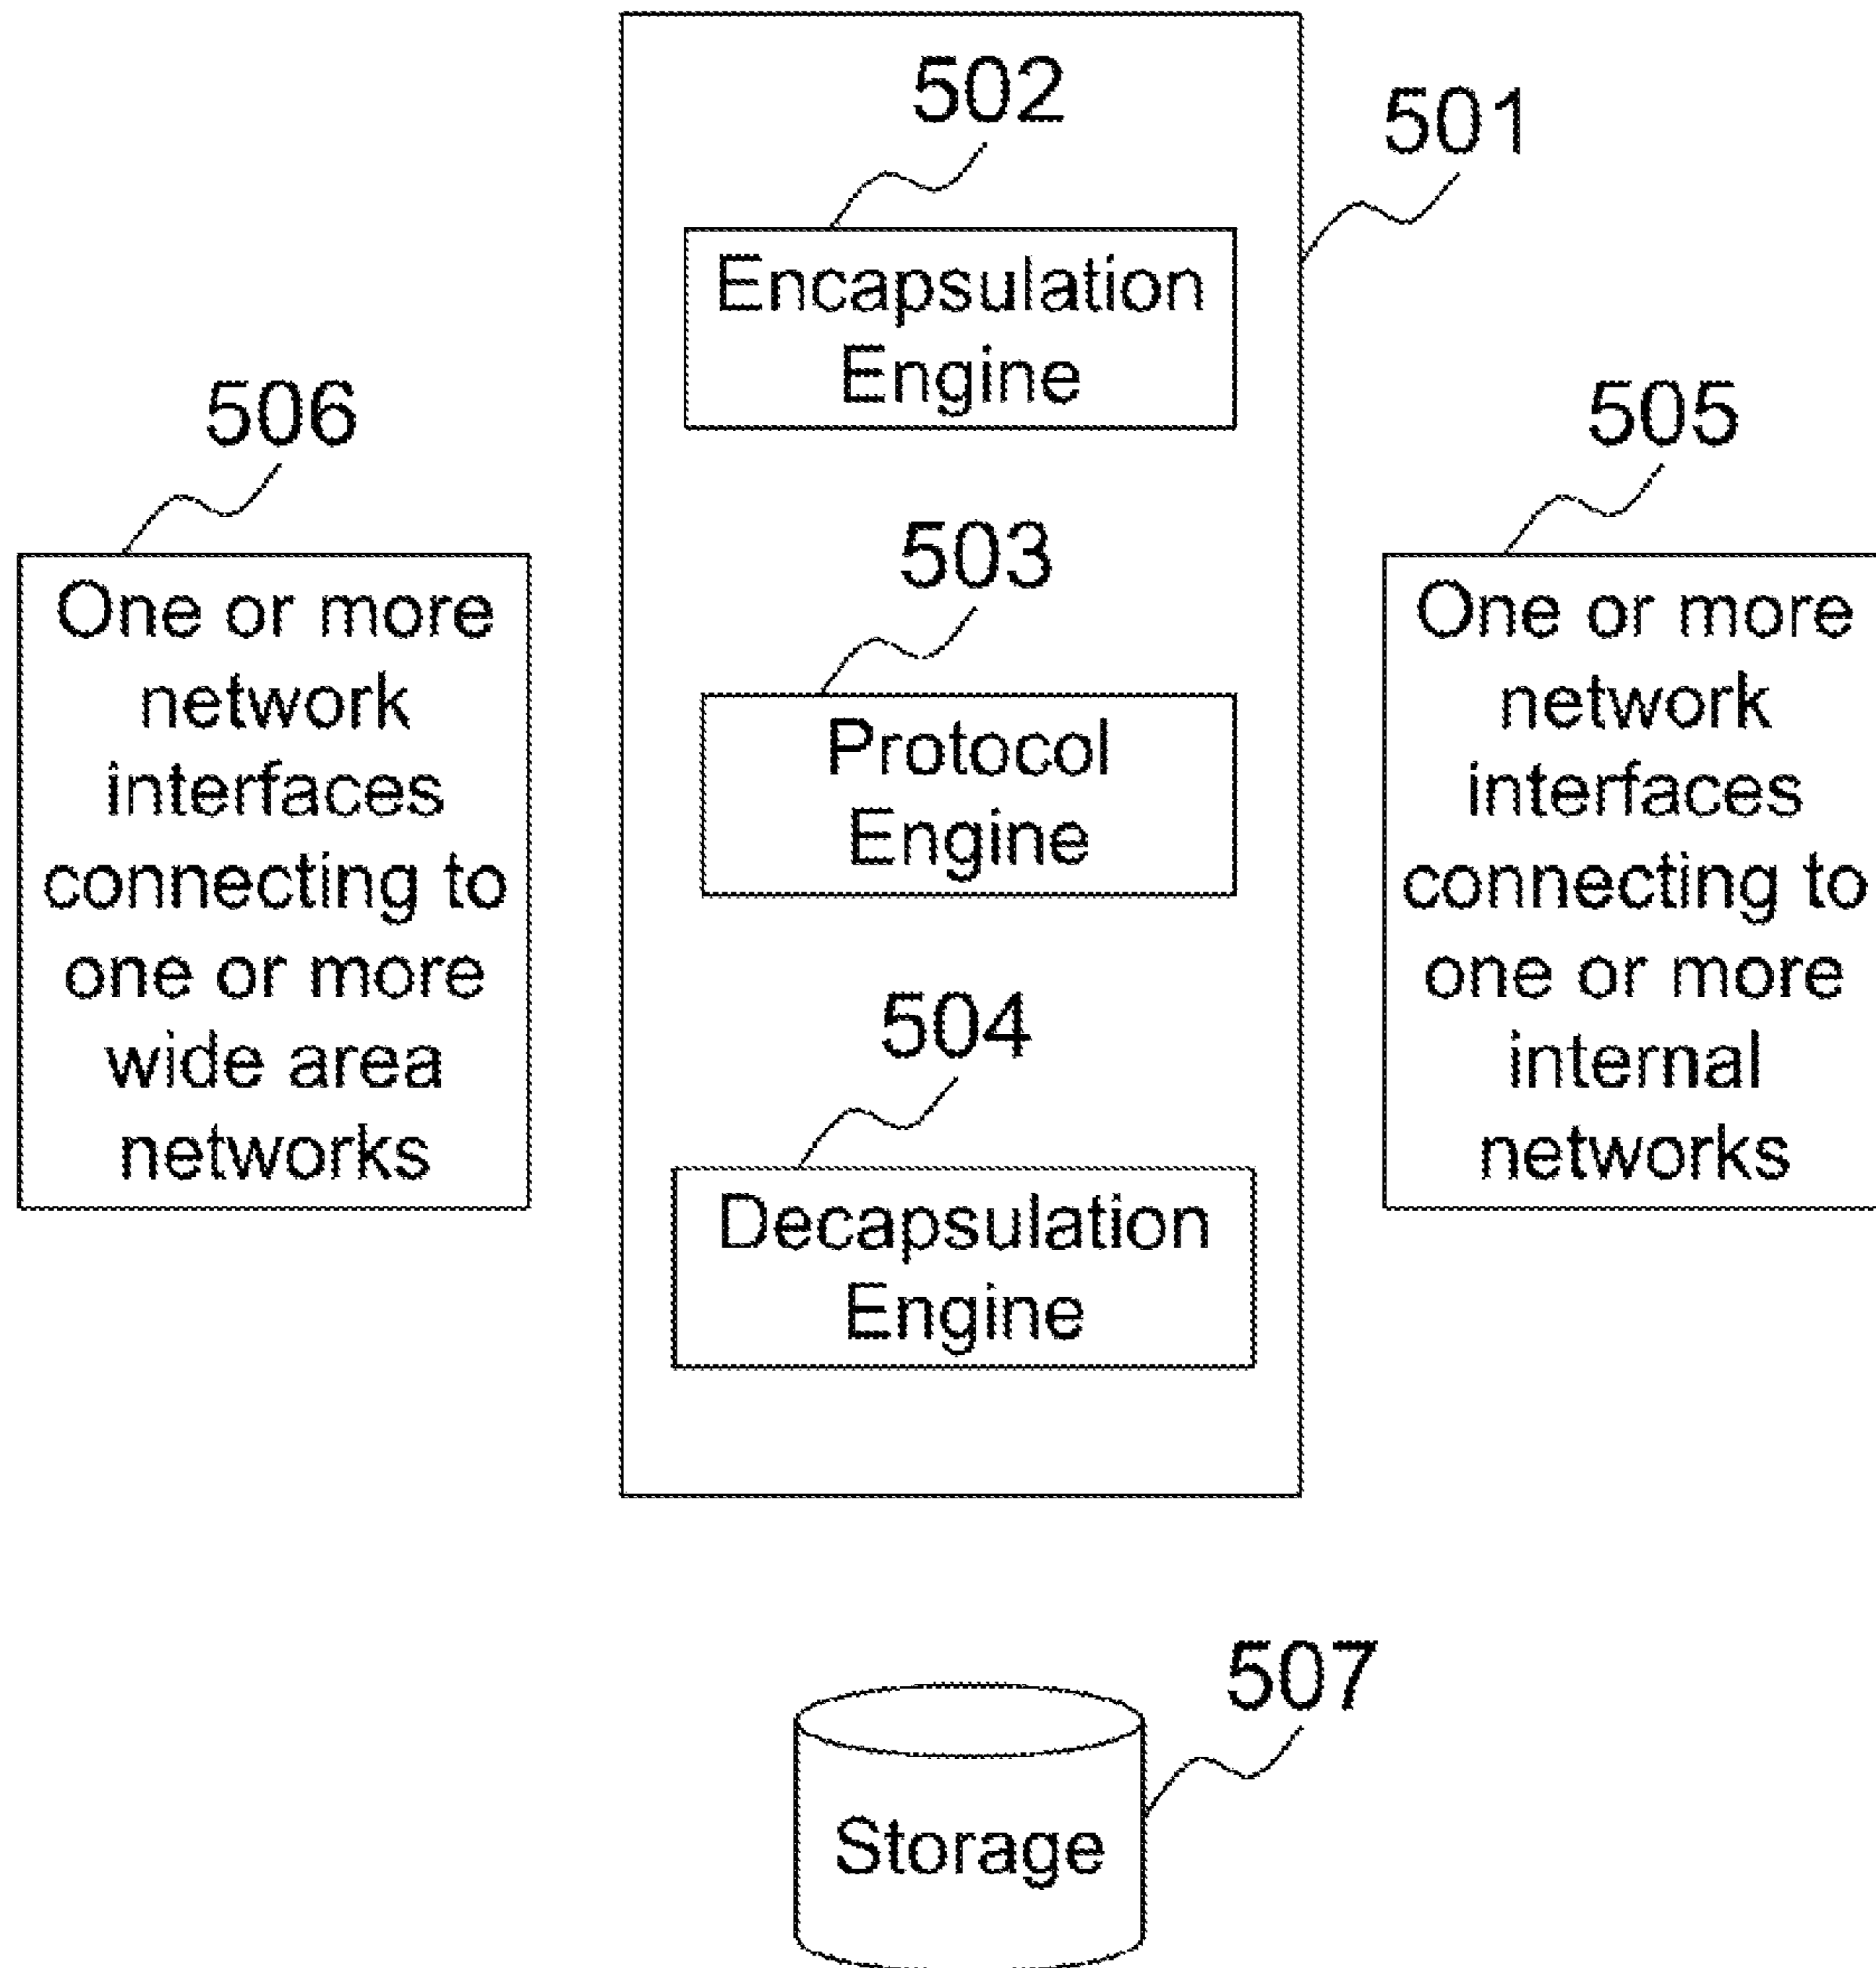 502
501
Encapsulation
Engine
506
505
One or more
network
interfaces
connecting to
one or more
wide area
networks
503
Protocol
Engine
504
Decapsulation
Engine
One or more
network
interfaces
connecting to
one or more
internal
networks
507
Storage